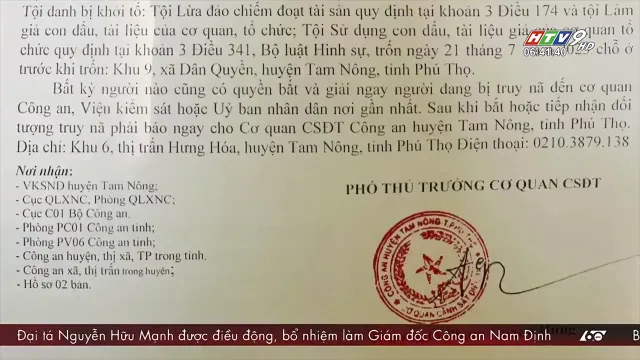 Tội danh bị khởi tố: Tội Lừa đảo chiếm đoạt tài sản quy định tại khoản 3 Điều 174 và tội Làm
giả con dấu, tài liệu của cơ quan, tổ chức; Tội Sử dụng con dấu, tài liệu giả của cơ quan tổ
chức quy định tại khoản 3 Điều 341, Bộ luật Hình sự, trốn ngày 21 tháng 7 chỗ ở
trước khi trốn: Khu 9, xã Dân Quyền, huyện Tam Nông, tỉnh Phú Thọ.
Bất kỳ người nào cũng có quyền bắt và giải ngay người đang bị truy nã đến cơ quan
Công an, Viện kiểm sát hoặc Uỷ ban nhân dân nơi gần nhất. Sau khi bắt hoặc tiếp nhận đối
tượng truy nã phải báo ngay cho Cơ quan CSĐT Công an huyện Tam Nông, tỉnh Phú Thọ.
Địa chỉ: Khu 6, thị trấn Hưng Hóa, huyện Tam Nông, tỉnh Phú Thọ Điện thoại: 0210.3879.138
Nơi nhận:
- VKSND huyện Tam Nông;
- Cục QLXNC, Phòng QLXNC;
- Cục C01 Bộ Công an.
- Phòng PC01 Công an tỉnh;
- Phòng PV06 Công an tỉnh;
- Công an huyện, thị xã, TP trong tỉnh.
- Công an xã, thị trấn trong huyện;
- Hồ sơ 02 bản.
PHÓ THỦ TRƯỞNG CƠ QUAN CSĐT
CÔNG AN HUYỆN TAM NÔNG T.PHÚ THỌ
CƠ QUAN CẢNH SÁT
HTV9 HD
06:41:40
Đại tá Nguyễn Hữu Mạnh được điều động, bổ nhiệm làm Giám đốc Công an Nam Định
60
B